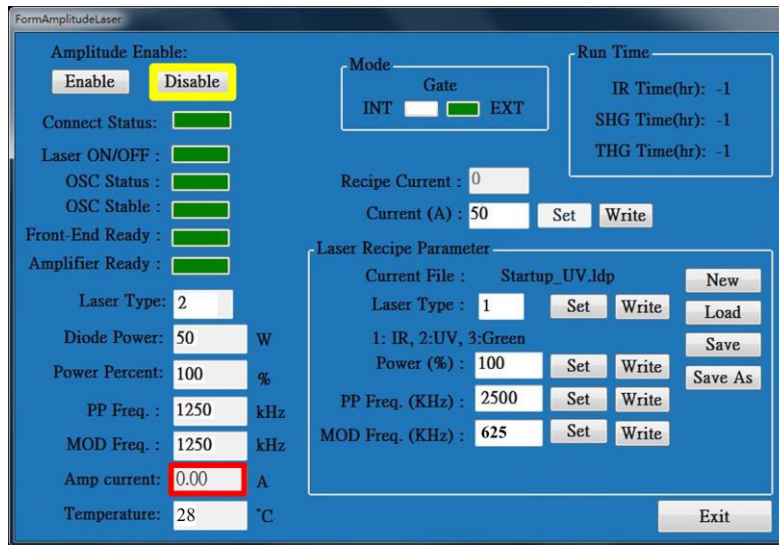 FormAmplitudeLaser
Amplitude Enable:
Enable
Disable
Connect Status:
Laser ON/OFF :
OSC Status :
OSC Stable :
Front-End Ready :
Amplifier Ready :
Laser Type: 2
Diode Power: 50 W
Power Percent: 100 %
PP Freq. : 1250 kHz
MOD Freq. : 1250 kHz
Amp current: 0.00 A
Temperature: 28 °C
Mode
Gate
INT EXT
Run Time
IR Time(hr): -1
SHG Time(hr): -1
THG Time(hr): -1
Recipe Current : 0
Current (A) : 50 Set Write
Laser Recipe Parameter
Current File : Startup_UV.ldp
Laser Type : 1 Set Write
1: IR, 2:UV, 3:Green
Power (%) : 100 Set Write
PP Freq. (KHz) : 2500 Set Write
MOD Freq. (KHz) : 625 Set Write
New
Load
Save
Save As
Exit